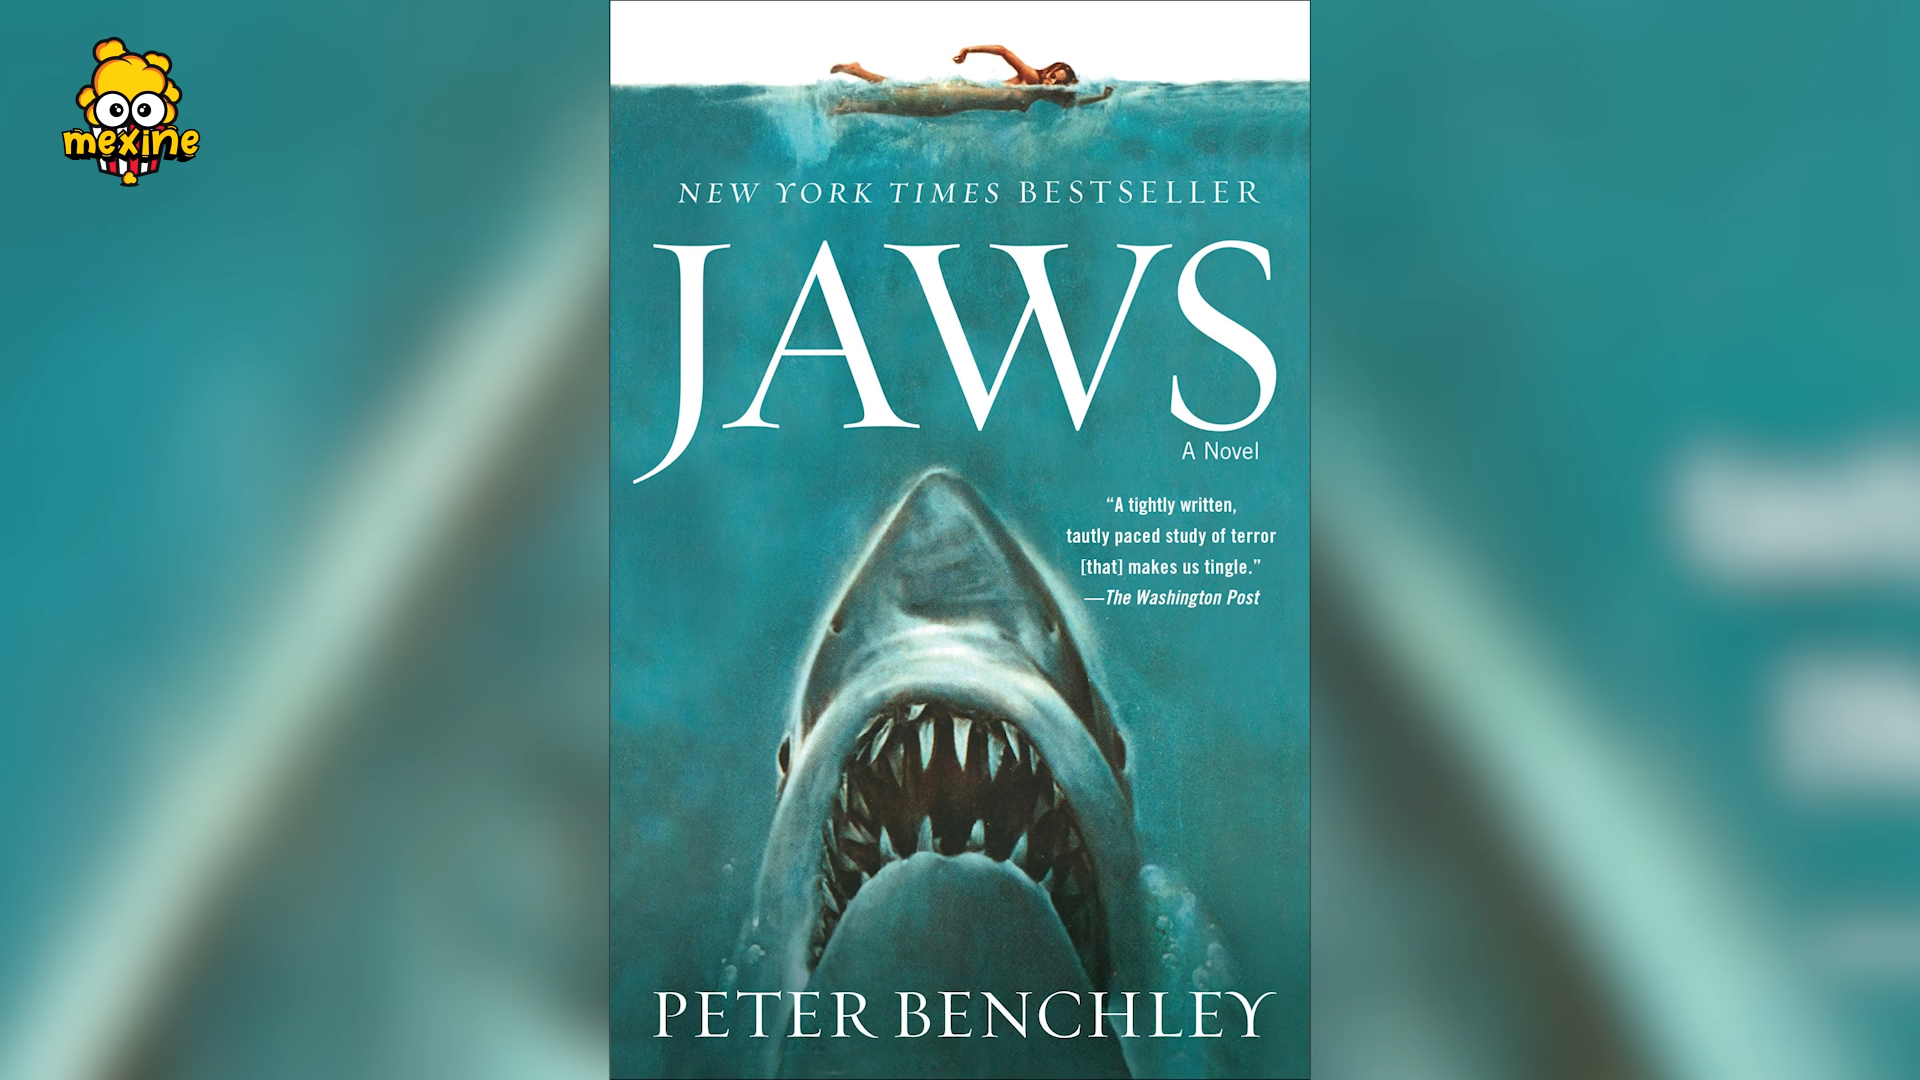 mexine
NEW YORK TIMES BESTSELLER
JAWS
A Novel
“A tightly written,
tautly paced study of terror
[that] makes us tingle.”
—The Washington Post
PETER BENCHLEY